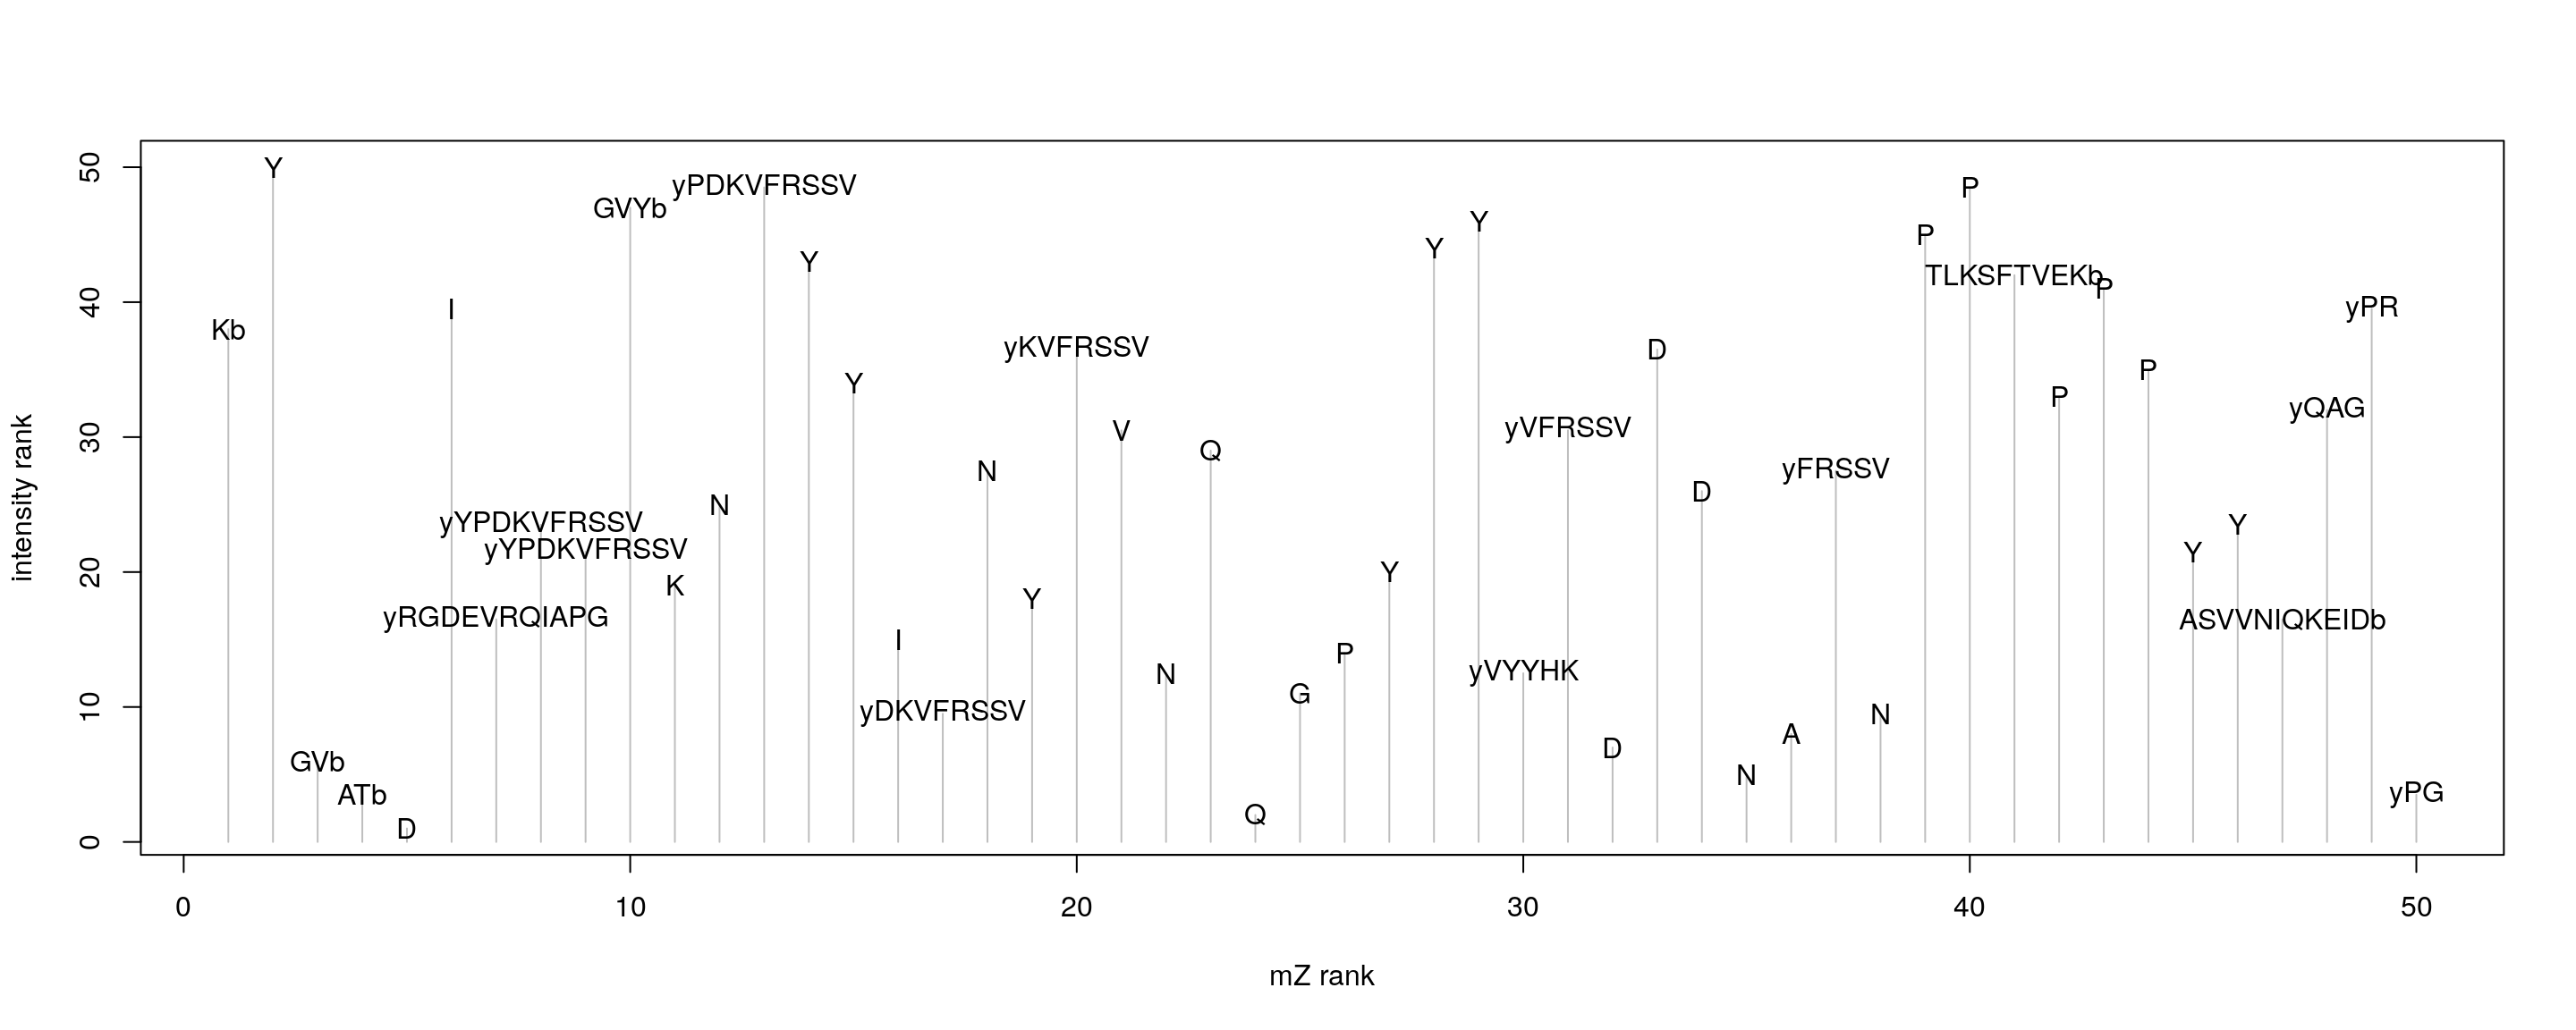 50
Y
yPDKVFRSSV
P
GVYb
Y
P
Y
Y
TLKSFTVEKb
P
40
I
yPR
Kb
yKVFRSSV
D
P
Y
P
30
V
yVFRSSV
yQAG
Q
N
yFRSSV
D
N
yYPDKVFRSSV
Y
yYPDKVFRSSV
Y
20
K
Y
Y
yRGDEVRQIAPG
ASVVNIQKEIDb
I
P
N
yVYYHK
10
yDKVFRSSV
G
N
D
A
GVb
ATb
N
yPG
Q
0
D
intensity rank
0 10 20 30 40 50
mZ rank